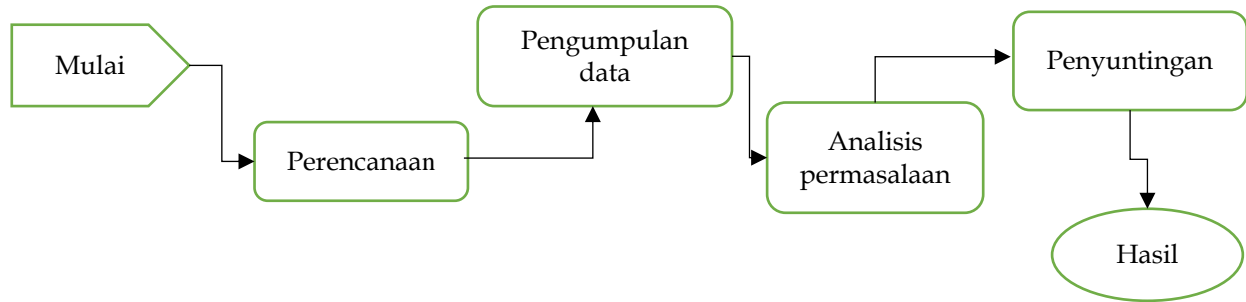 Mulai
Perencanaan
Pengumpulan
data
Analisis
permasalaan
Penyuntingan
Hasil